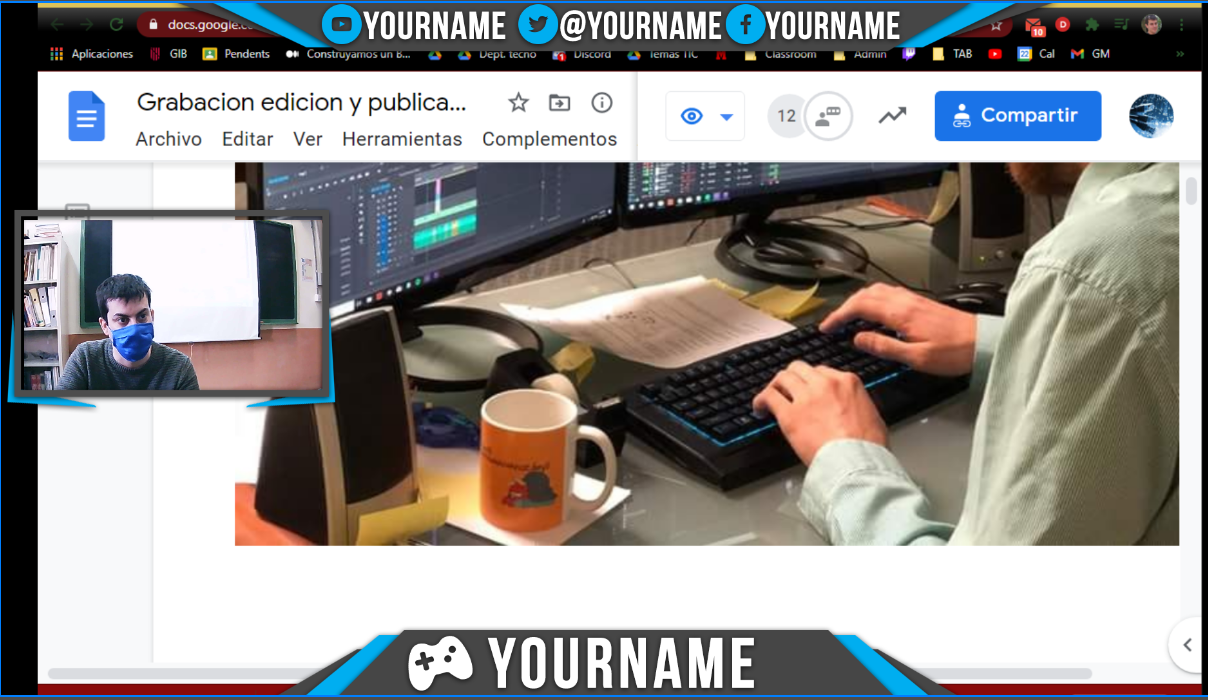 YOURNAME @YOURNAME YOURNAME
docs.google.c
10
Aplicaciones GIB Pendents Construyamos un B... Dept. tecno Discord Temas TIC Classroom Admin TAB Cal GM
Grabacion edicion y publica...
12
Compartir
Archivo Editar Ver Herramientas Complementos
YOURNAME